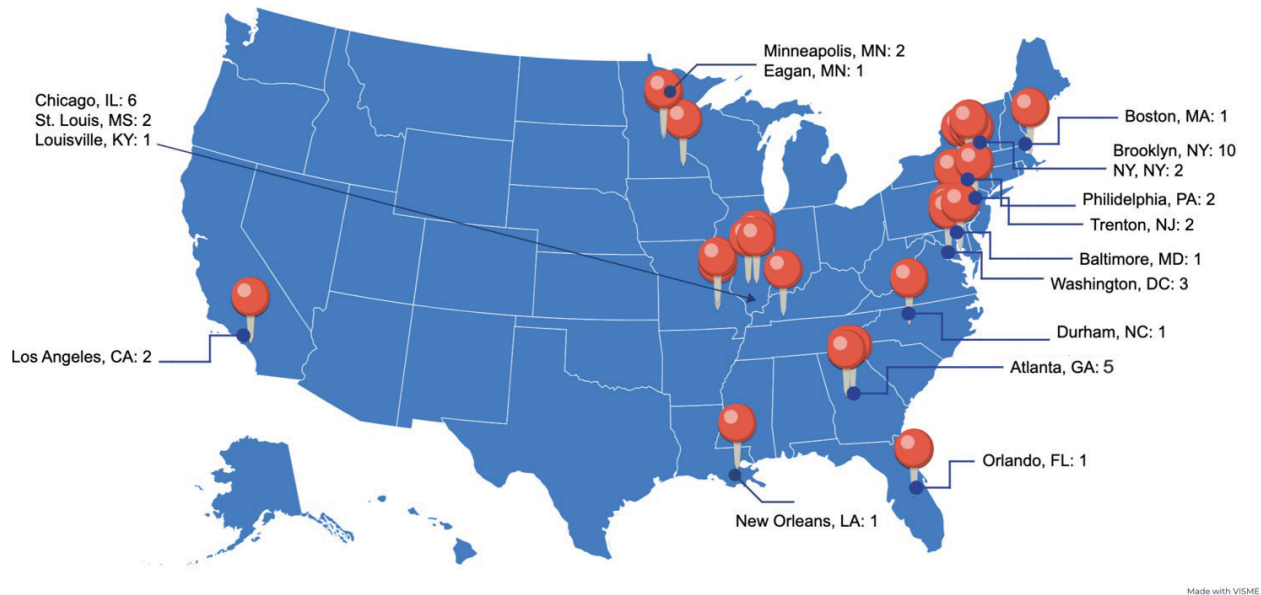 Minneapolis, MN: 2
Eagan, MN: 1
Chicago, IL: 6
St. Louis, MS: 2
Louisville, KY: 1
Boston, MA: 1
Brooklyn, NY: 10
NY, NY: 2
Philidelphia, PA: 2
Trenton, NJ: 2
Baltimore, MD: 1
Washington, DC: 3
Durham, NC: 1
Los Angeles, CA: 2
Atlanta, GA: 5
Orlando, FL: 1
New Orleans, LA: 1
Made with VISME